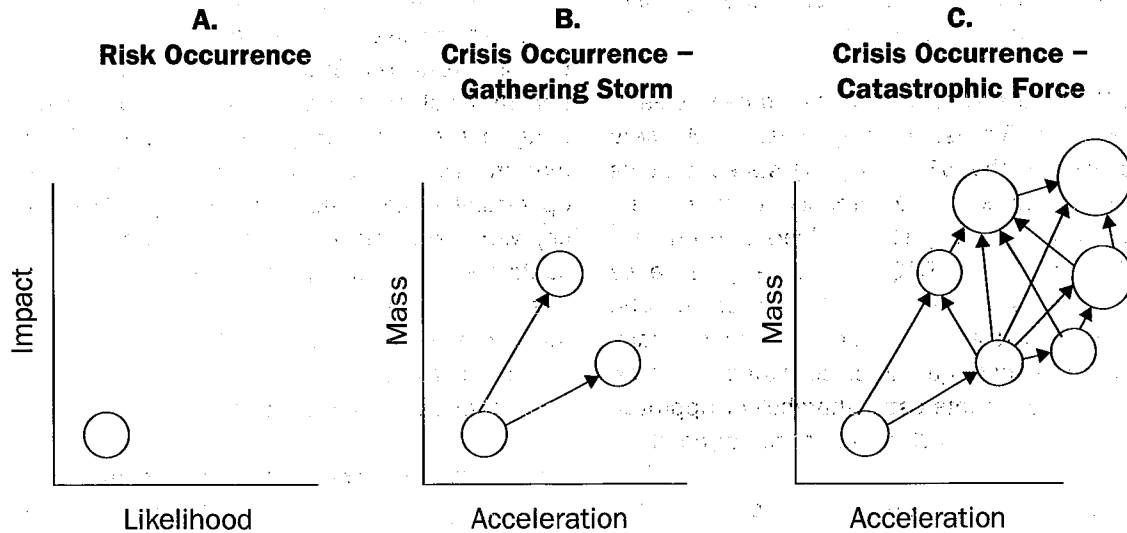 A.
Risk Occurrence
B.
Crisis Occurrence –
Gathering Storm
C.
Crisis Occurrence –
Catastrophic Force
Impact
Likelihood
Mass
Acceleration
Mass
Acceleration